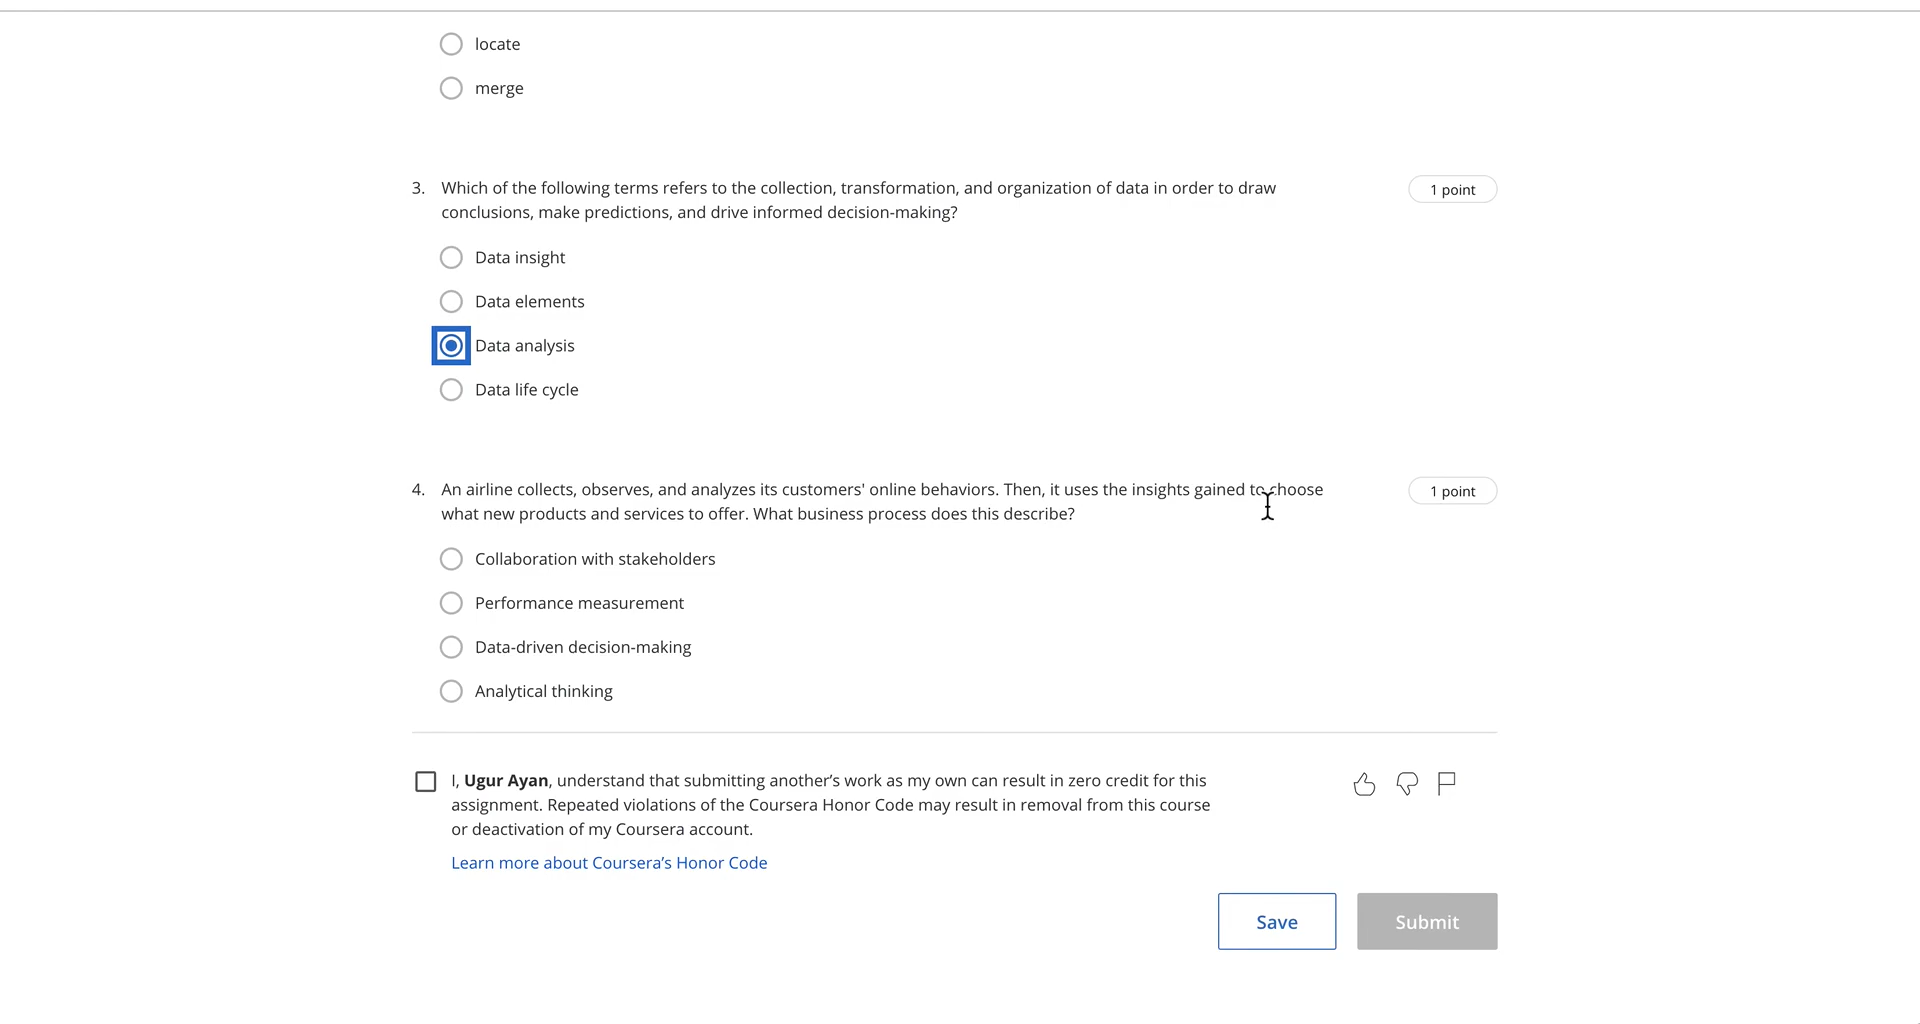 locate
merge
3. Which of the following terms refers to the collection, transformation, and organization of data in order to draw
conclusions, make predictions, and drive informed decision-making?
1 point
Data insight
Data elements
Data analysis
Data life cycle
4. An airline collects, observes, and analyzes its customers' online behaviors. Then, it uses the insights gained to choose
what new products and services to offer. What business process does this describe?
1 point
Collaboration with stakeholders
Performance measurement
Data-driven decision-making
Analytical thinking
I, Ugur Ayan, understand that submitting another’s work as my own can result in zero credit for this
assignment. Repeated violations of the Coursera Honor Code may result in removal from this course
or deactivation of my Coursera account.
Learn more about Coursera’s Honor Code
Save
Submit